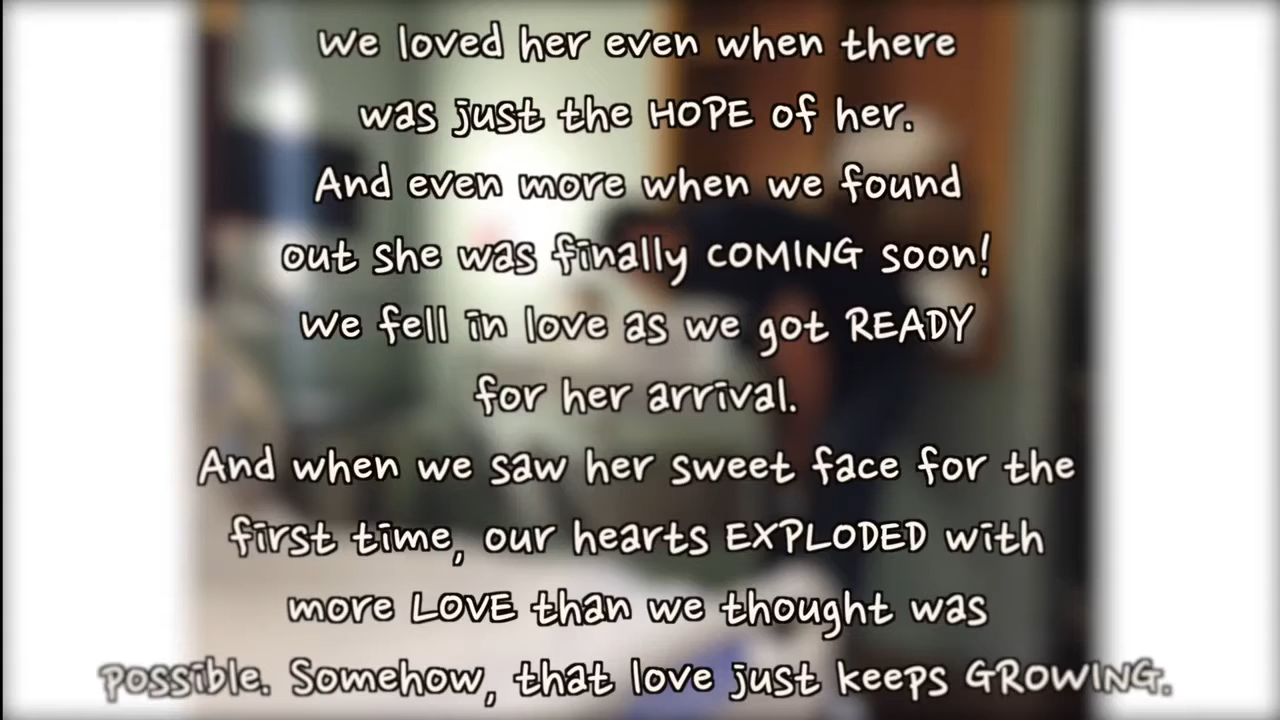 We loved her even when there
was just the HOPE of her.
And even more when we found
out she was finally COMING soon!
We fell in love as we got READY
for her arrival.
And when we saw her sweet face for the
first time, our hearts EXPLODED with
more LOVE than we thought was
possible. Somehow, that love just keeps GROWING.